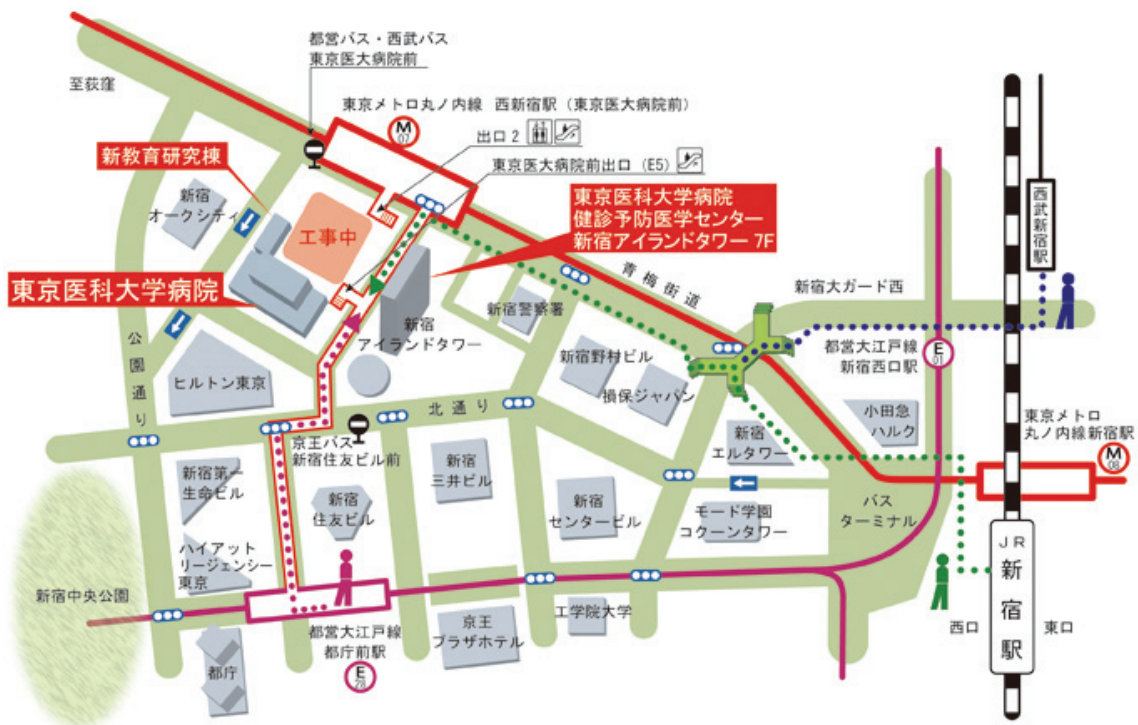 都営バス・西武バス
東京医大病院前
至荻窪
東京メトロ丸ノ内線 西新宿駅（東京医大病院前）
M
07
出口2
東京医大病院前出口（E5）
新教育研究棟
新宿
オークシティ
工事中
東京医科大学病院
健診予防医学センター
新宿アイランドタワー 7F
東京医科大学病院
西武新宿駅
青梅街道
新宿大ガード西
新宿警察署
新宿
アイランドタワー
公園通り
ヒルトン東京
新宿野村ビル
損保ジャパン
都営大江戸線
新宿西口駅
E
01
北通り
小田急
ハルク
東京メトロ
丸ノ内線新宿駅
M
08
京王バス
新宿住友ビル前
新宿
エルタワー
新宿第一
生命ビル
新宿
三井ビル
新宿
住友ビル
新宿
センタービル
モード学園
コクーンタワー
バス
ターミナル
ハイアット
リージェンシー
東京
JR
新宿駅
新宿中央公園
工学院大学
西口
東口
京王
プラザホテル
都営大江戸線
都庁前駅
E
28
都庁